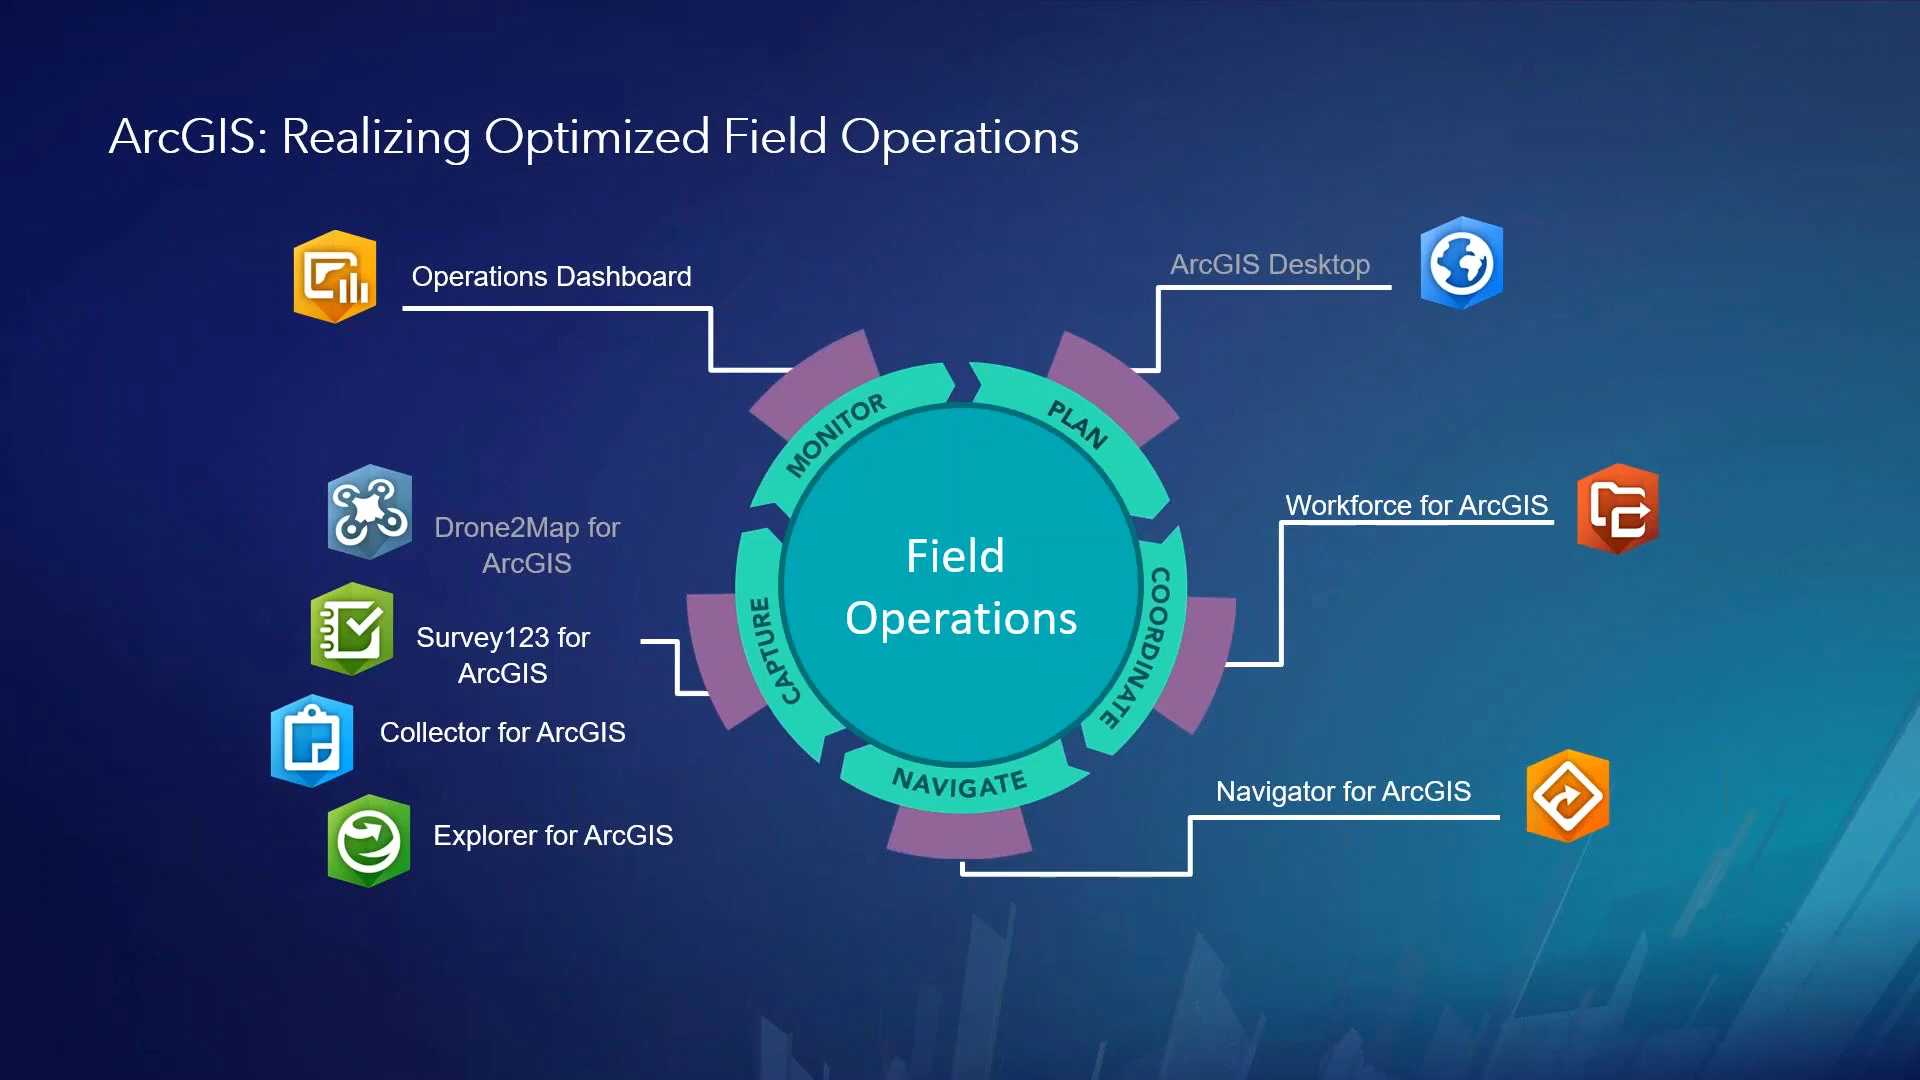 ArcGIS: Realizing Optimized Field Operations
Operations Dashboard
ArcGIS Desktop
MONITOR
PLAN
Drone2Map for
ArcGIS
Workforce for ArcGIS
Field
Operations
Survey123 for
ArcGIS
CAPTURE
COORDINATE
Collector for ArcGIS
NAVIGATE
Navigator for ArcGIS
Explorer for ArcGIS